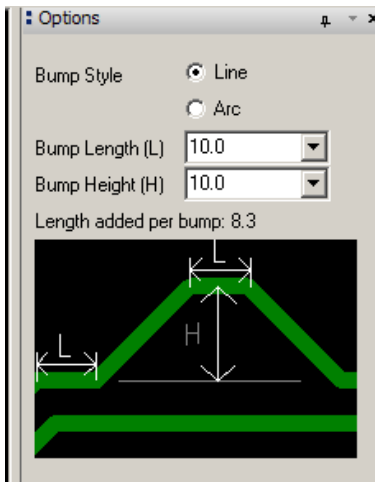 Options
Bump Style
Line
Arc
Bump Length (L) 10.0
Bump Height (H) 10.0
Length added per bump: 8.3
L
H
L